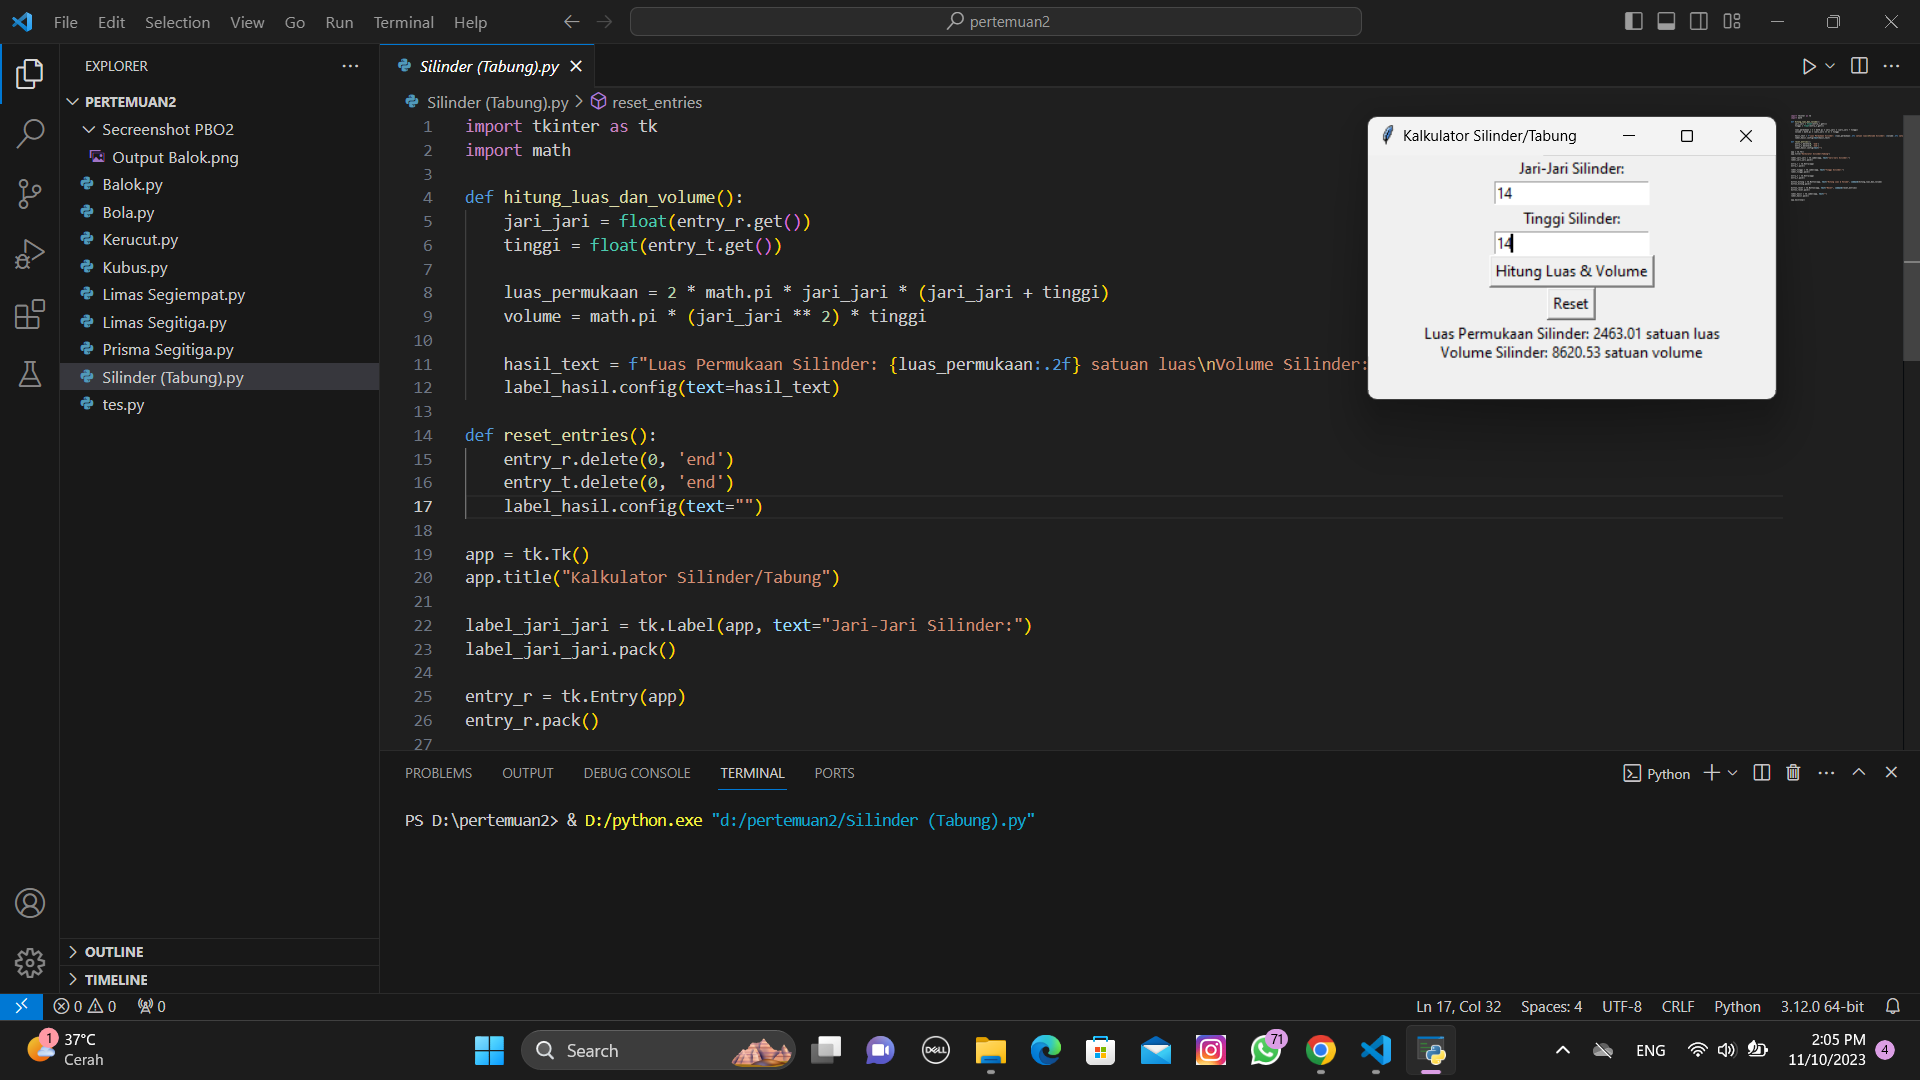 File Edit Selection View Go Run Terminal Help
pertemuan2
EXPLORER
PERTEMUAN2
Secreenshot PBO2
Output Balok.png
Balok.py
Bola.py
Kerucut.py
Kubus.py
Limas Segiempat.py
Limas Segitiga.py
Prisma Segitiga.py
Silinder (Tabung).py
tes.py
OUTLINE
TIMELINE
Silinder (Tabung).py
Silinder (Tabung).py > reset_entries
1 import tkinter as tk
2 import math
3
4 def hitung_luas_dan_volume():
5 jari_jari = float(entry_r.get())
6 tinggi = float(entry_t.get())
7
8 luas_permukaan = 2 * math.pi * jari_jari * (jari_jari + tinggi)
9 volume = math.pi * (jari_jari ** 2) * tinggi
10
11 hasil_text = f"Luas Permukaan Silinder: {luas_permukaan:.2f} satuan luas\nVolume Silinder:
12 label_hasil.config(text=hasil_text)
13
14 def reset_entries():
15 entry_r.delete(0, 'end')
16 entry_t.delete(0, 'end')
17 label_hasil.config(text="")
18
19 app = tk.Tk()
20 app.title("Kalkulator Silinder/Tabung")
21
22 label_jari_jari = tk.Label(app, text="Jari-Jari Silinder:")
23 label_jari_jari.pack()
24
25 entry_r = tk.Entry(app)
26 entry_r.pack()
27
Kalkulator Silinder/Tabung
Jari-Jari Silinder:
14
Tinggi Silinder:
14
Hitung Luas & Volume
Reset
Luas Permukaan Silinder: 2463.01 satuan luas
Volume Silinder: 8620.53 satuan volume
PROBLEMS OUTPUT DEBUG CONSOLE TERMINAL PORTS
Python
PS D:\pertemuan2> & D:/python.exe "d:/pertemuan2/Silinder (Tabung).py"
0 0 0
Ln 17, Col 32 Spaces: 4 UTF-8 CRLF Python 3.12.0 64-bit
1 37°C
Cerah
Search
DELL
71
ENG
2:05 PM
11/10/2023
4